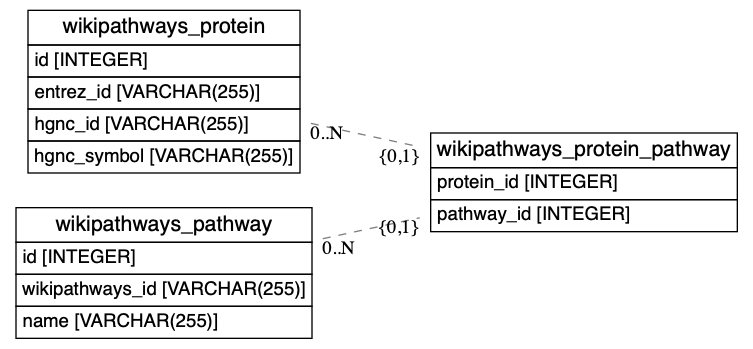 wikipathways_protein
id [INTEGER]
entrez_id [VARCHAR(255)]
hgnc_id [VARCHAR(255)]
hgnc_symbol [VARCHAR(255)]
0..N
{0,1}
wikipathways_protein_pathway
protein_id [INTEGER]
pathway_id [INTEGER]
wikipathways_pathway
id [INTEGER]
wikipathways_id [VARCHAR(255)]
name [VARCHAR(255)]
0..N
{0,1}